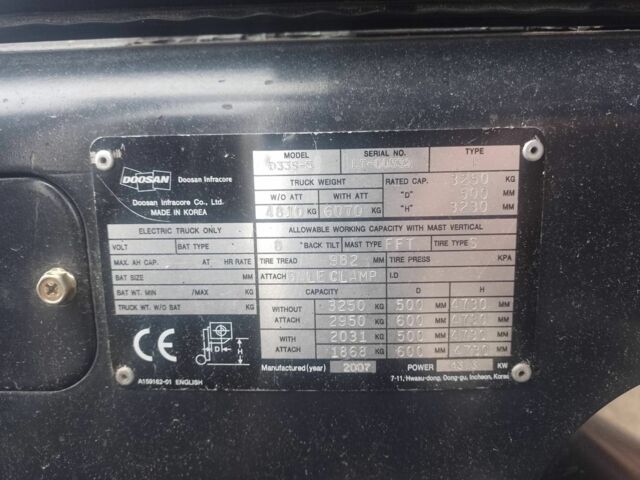 DOOSAN Doosan Infracore
Doosan Infracore Co., Ltd.
MADE IN KOREA
MODEL SERIAL NO. TYPE
D33S-5
TRUCK WEIGHT
W/O ATT WITH ATT
4810 KG 6070 KG
RATED CAP. 3250 KG
"D" 500 MM
"H" 3230 MM
ELECTRIC TRUCK ONLY
VOLT BAT TYPE
MAX. AH CAP. AT HR RATE
BAT SIZE MM
BAT WT. MIN /MAX KG
TRUCK WT. W/O BAT KG
ALLOWABLE WORKING CAPACITY WITH MAST VERTICAL
° BACK TILT MAST TYPE FFT TIRE TYPE
TIRE TREAD 982 MM TIRE PRESS KPA
ATTACH BALE CLAMP I.D
CAPACITY D H
WITHOUT ATTACH
3250 KG 500 MM 4730 MM
2950 KG 600 MM 4730 MM
WITH ATTACH
2031 KG 500 MM 4730 MM
1868 KG 600 MM 4730 MM
CE
D
H
Manufactured (year) 2007 POWER KW
A159162-01 ENGLISH
7-11, Hwasu-dong, Dong-gu, Incheon, Korea